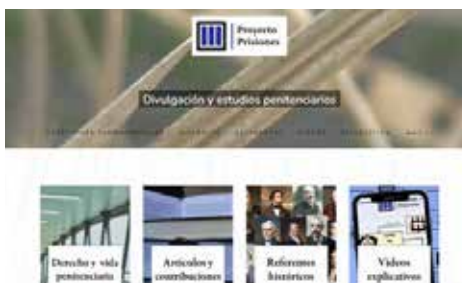 Proyecto
Prisiones
Divulgación y estudios penitenciarios
Derecho y vida
penitenciaria
Artículos y
contribuciones
Referentes
históricos
Videos
explicativos